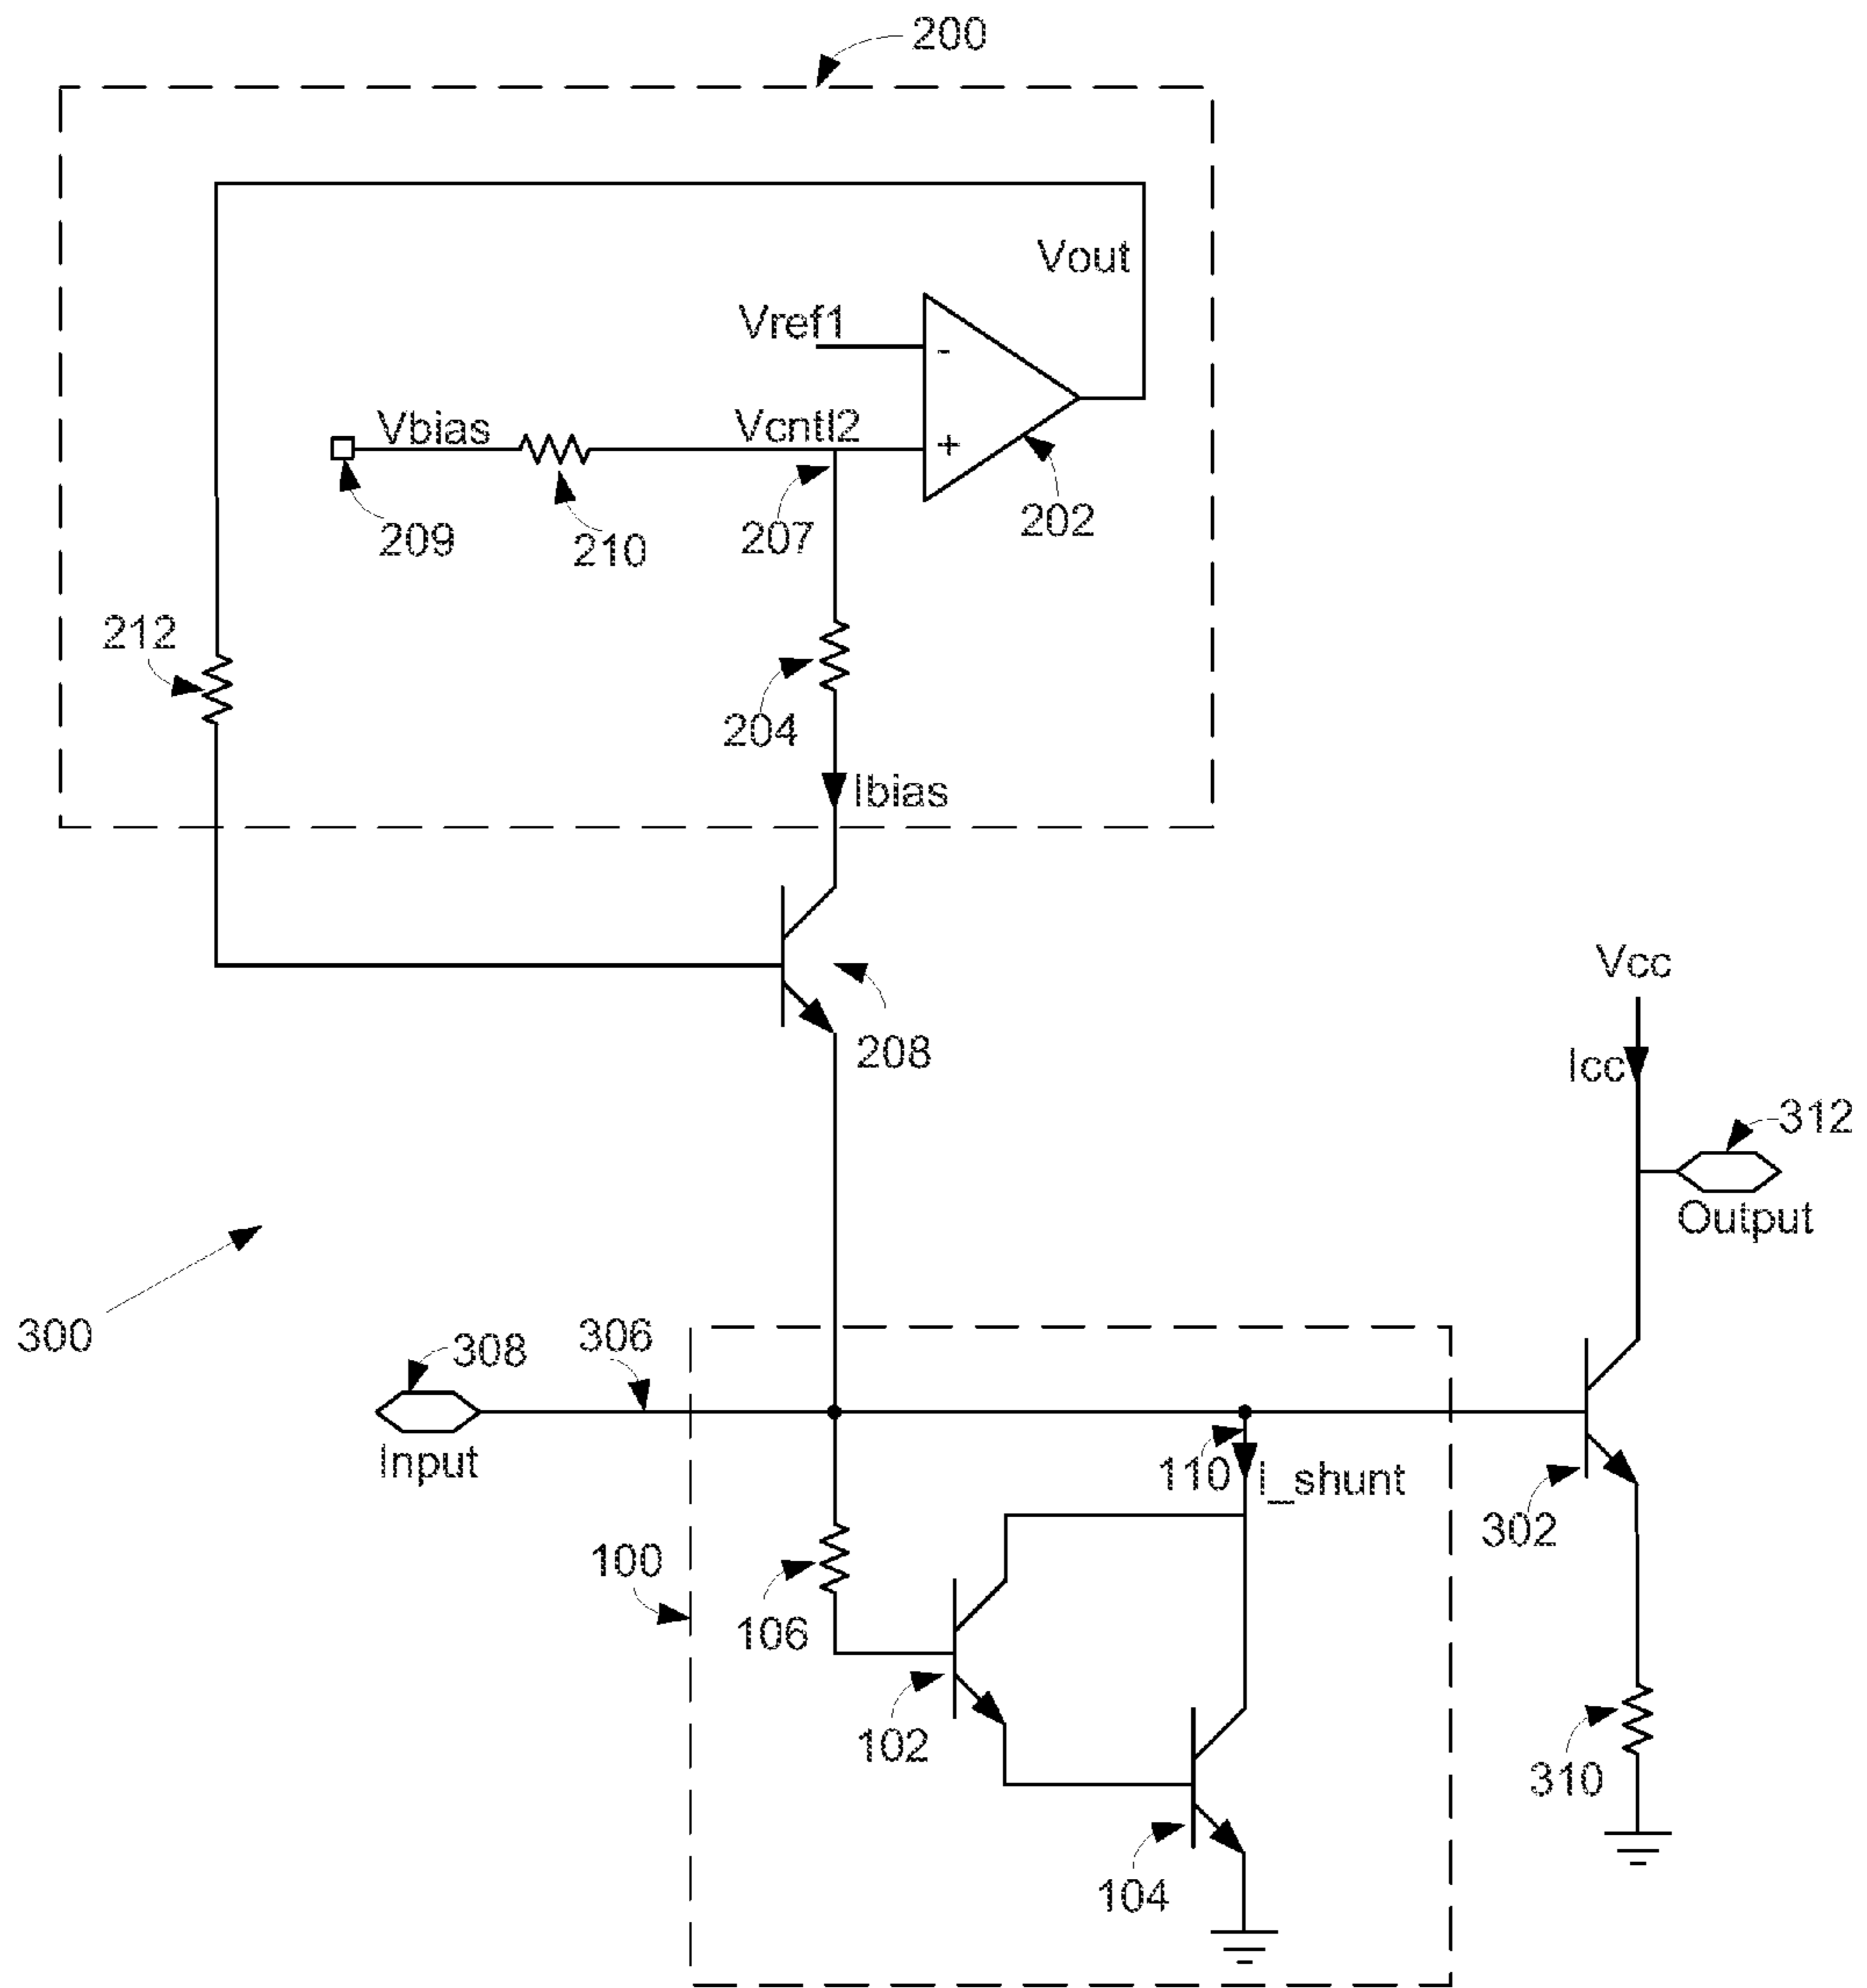 200
Vout
Vref1
-
Vbias
Vcntl2
+
209
210
207
202
212
204
Ibias
208
Vcc
Icc
312
Output
300
308
306
Input
110
I_shunt
302
100
106
102
310
104